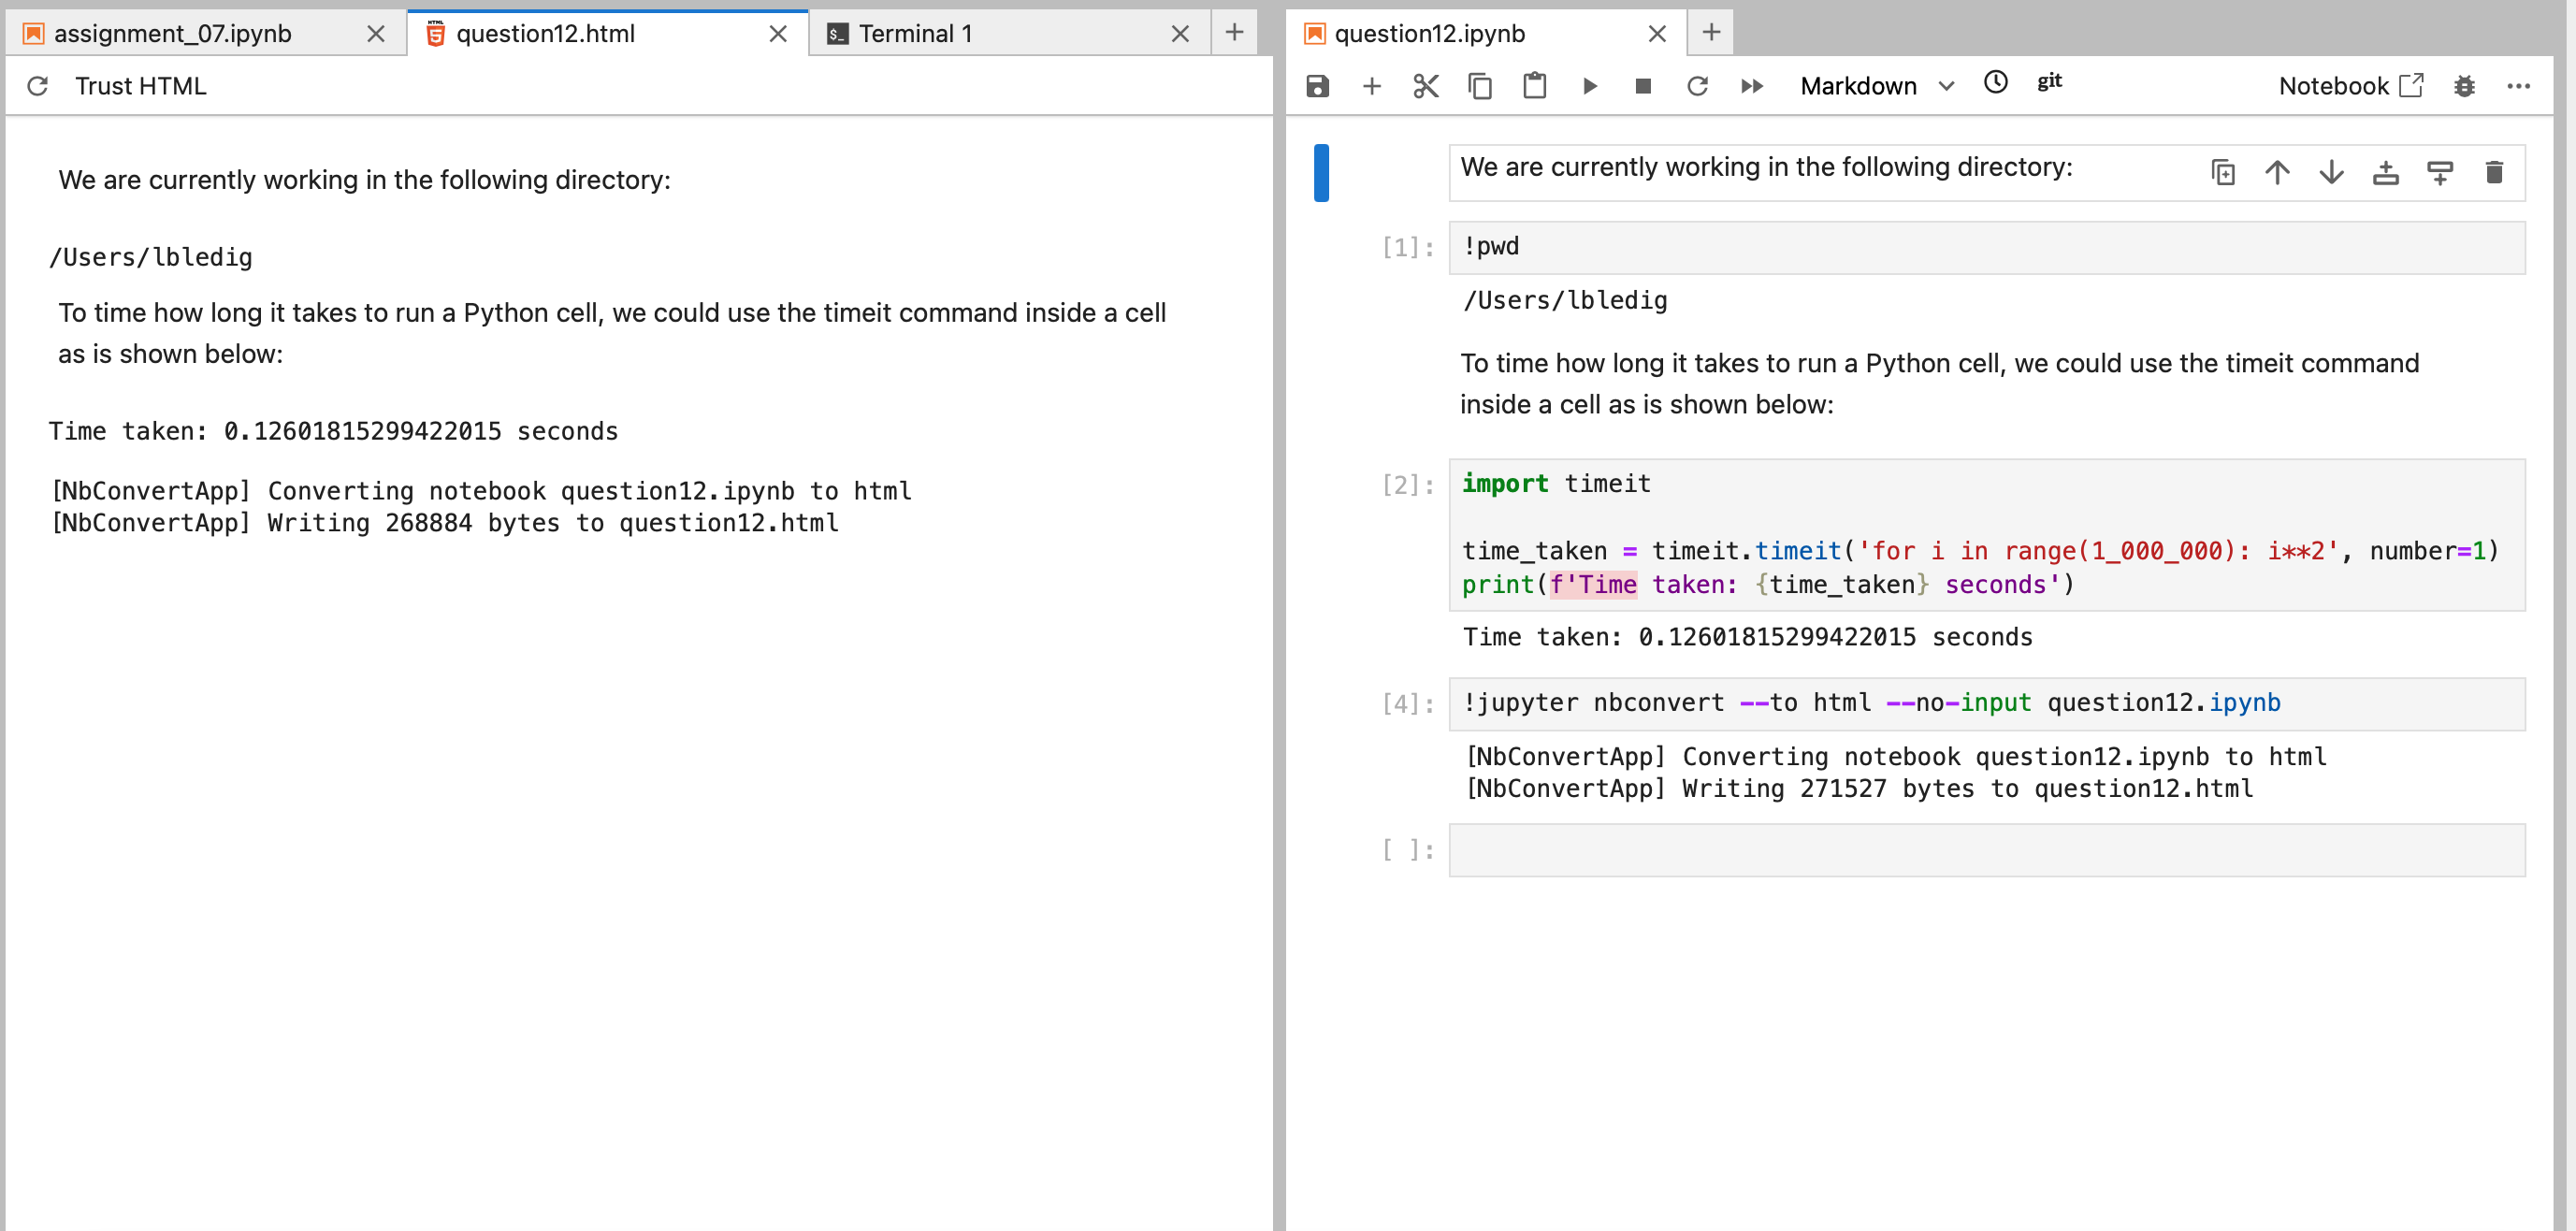 assignment_07.ipynb
question12.html
Terminal 1
Trust HTML
We are currently working in the following directory:
/Users/lbledig
To time how long it takes to run a Python cell, we could use the timeit command inside a cell
as is shown below:
Time taken: 0.12601815299422015 seconds
[NbConvertApp] Converting notebook question12.ipynb to html
[NbConvertApp] Writing 268884 bytes to question12.html
question12.ipynb
Markdown git Notebook
We are currently working in the following directory:
[1]: !pwd
/Users/lbledig
To time how long it takes to run a Python cell, we could use the timeit command
inside a cell as is shown below:
[2]: import timeit
time_taken = timeit.timeit('for i in range(1_000_000): i**2', number=1)
print(f'Time taken: {time_taken} seconds')
Time taken: 0.12601815299422015 seconds
[4]: !jupyter nbconvert --to html --no-input question12.ipynb
[NbConvertApp] Converting notebook question12.ipynb to html
[NbConvertApp] Writing 271527 bytes to question12.html
[ ]: